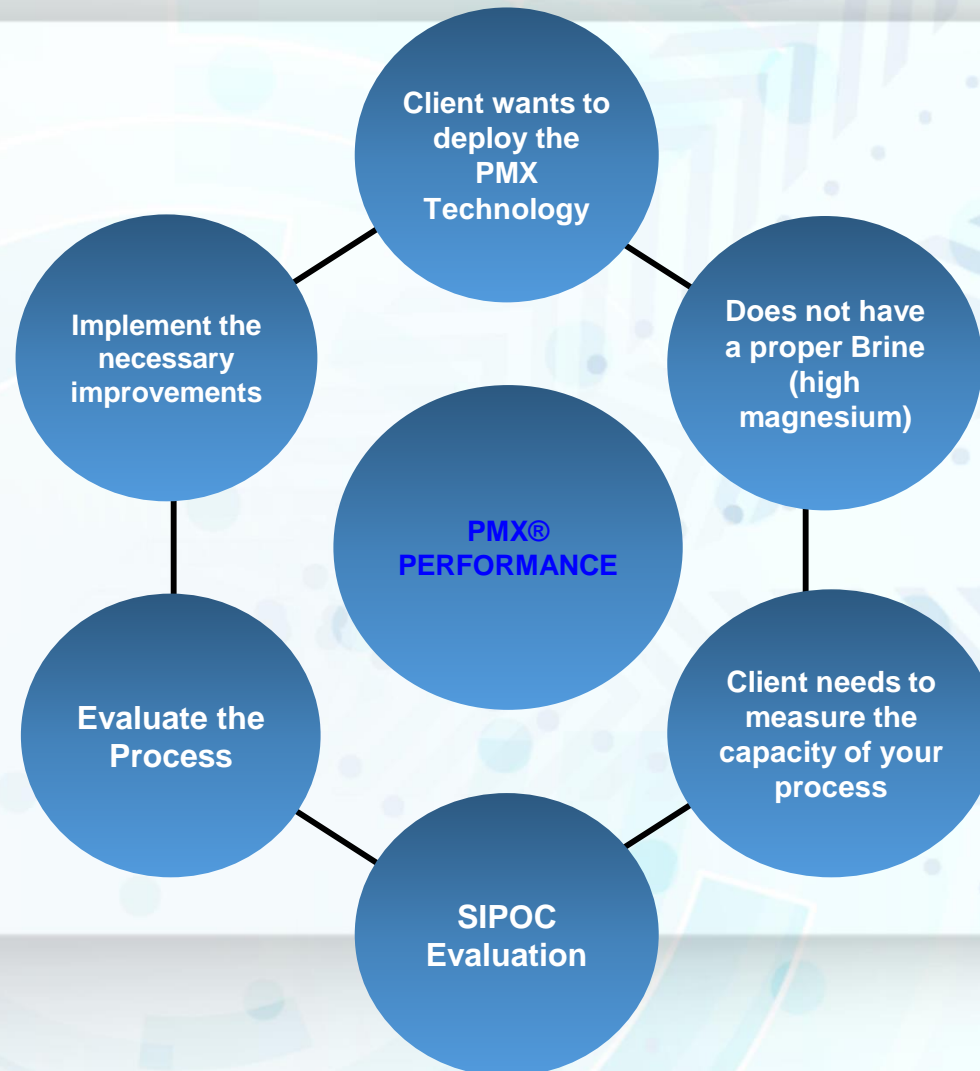 Client wants to
deploy the
PMX
Technology
Does not have
a proper Brine
(high
magnesium)
Client needs to
measure the
capacity of your
process
SIPOC
Evaluation
Evaluate the
Process
Implement the
necessary
improvements
PMX®
PERFORMANCE